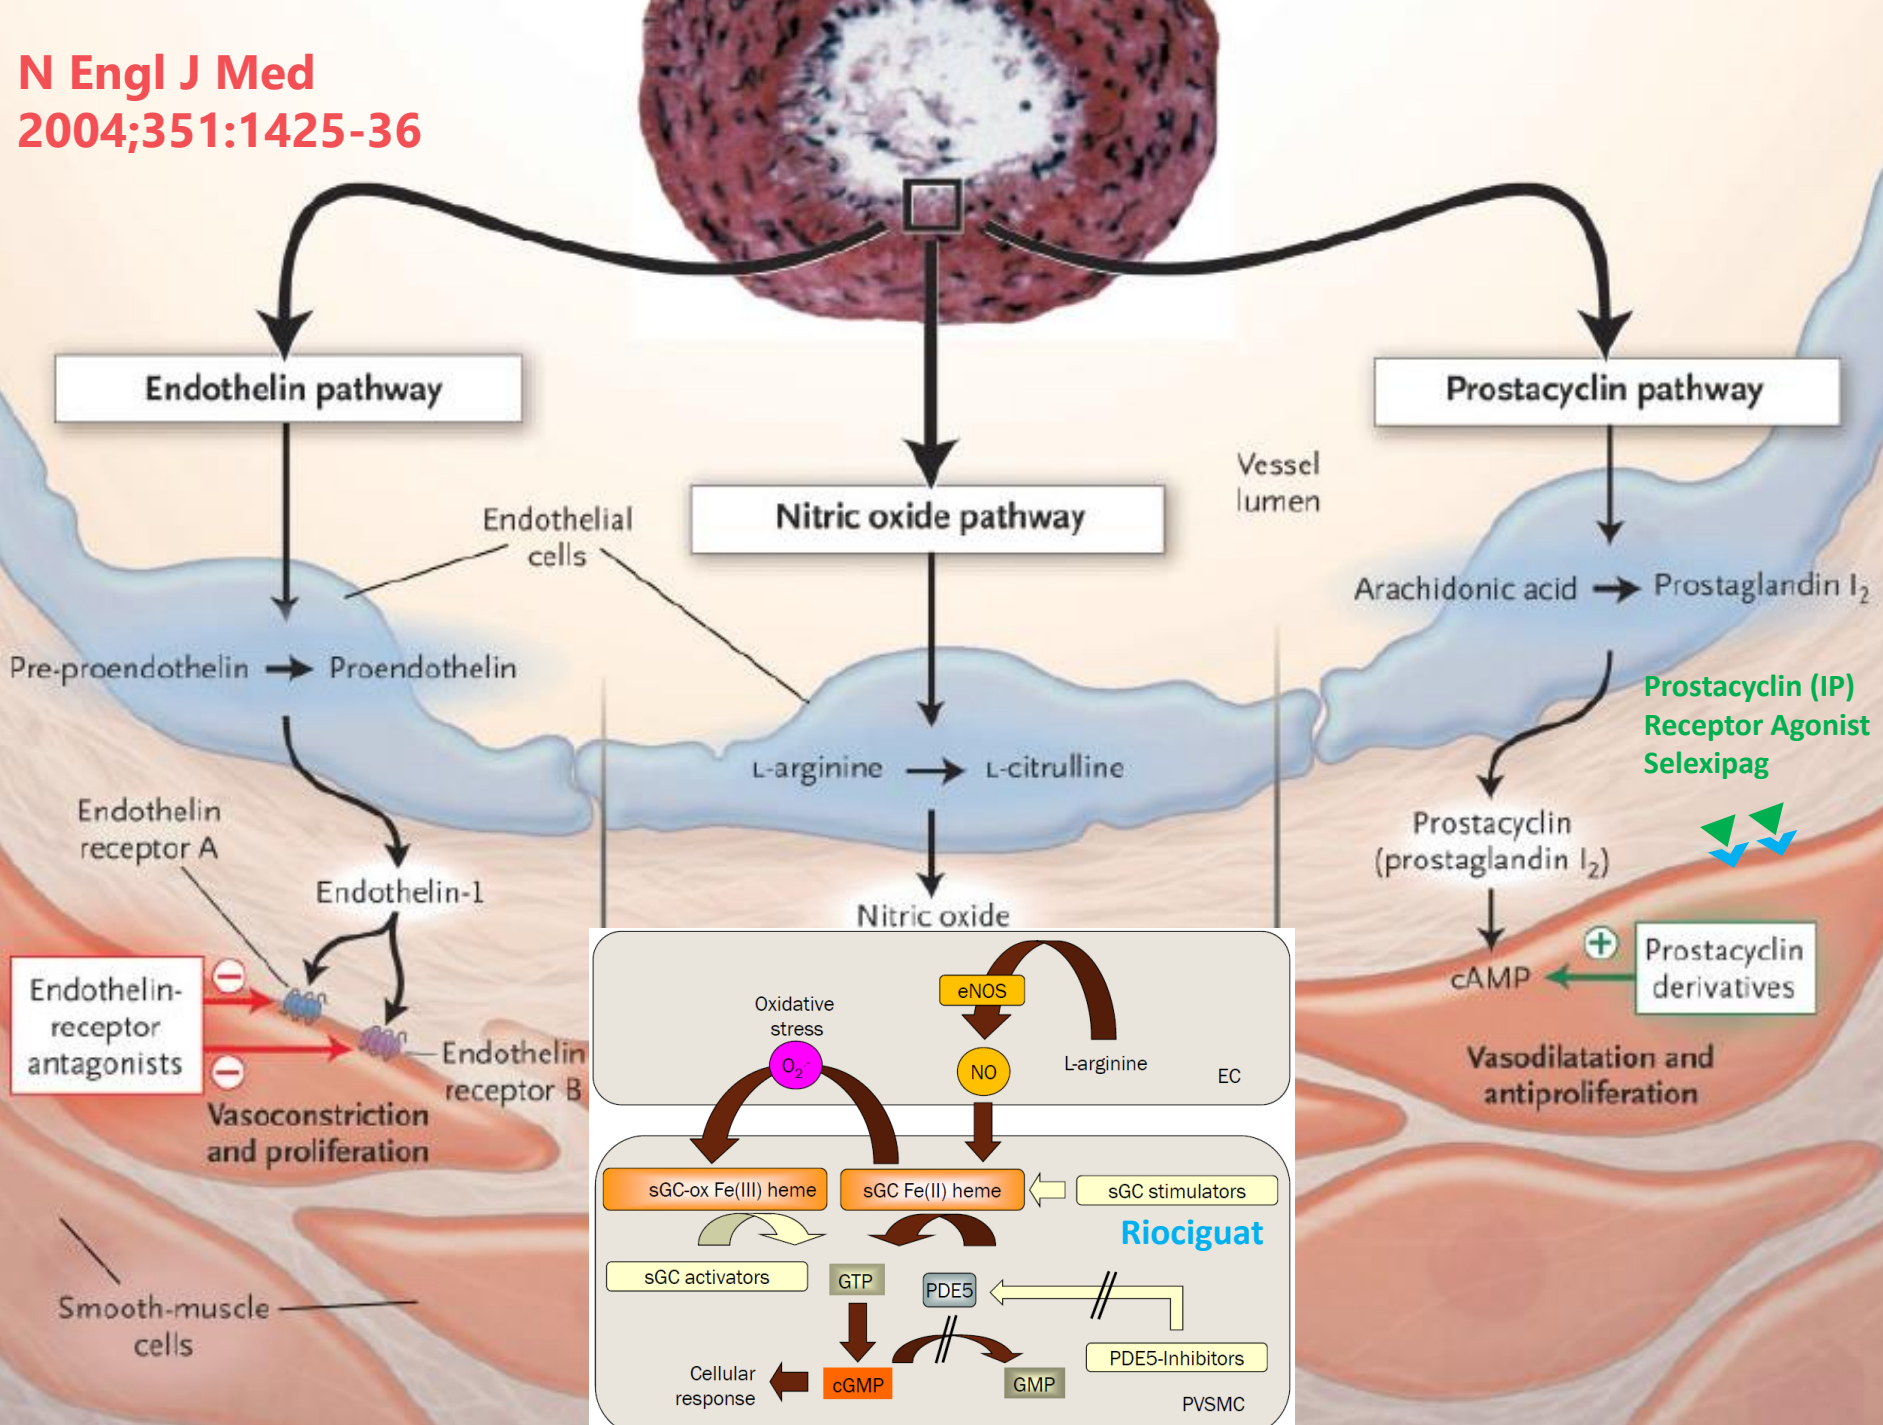 N Engl J Med
2004;351:1425-36
Endothelin pathway
Nitric oxide pathway
Prostacyclin pathway
Vessel
lumen
Endothelial
cells
Pre-proendothelin
Proendothelin
L-arginine
L-citrulline
Arachidonic acid
Prostaglandin I₂
Prostacyclin (IP)
Receptor Agonist
Selexipag
Endothelin
receptor A
Endothelin-1
Nitric oxide
Prostacyclin
(prostaglandin I₂)
Endothelin-
receptor
antagonists
−
−
Endothelin
receptor B
Vasoconstriction
and proliferation
Smooth-muscle
cells
cAMP
+
Prostacyclin
derivatives
Vasodilatation and
antiproliferation
Oxidative
stress
O₂·⁻
eNOS
NO
L-arginine
EC
sGC-ox Fe(III) heme
sGC Fe(II) heme
sGC stimulators
Riociguat
sGC activators
GTP
PDE5
PDE5-Inhibitors
Cellular
response
cGMP
GMP
PVSMC